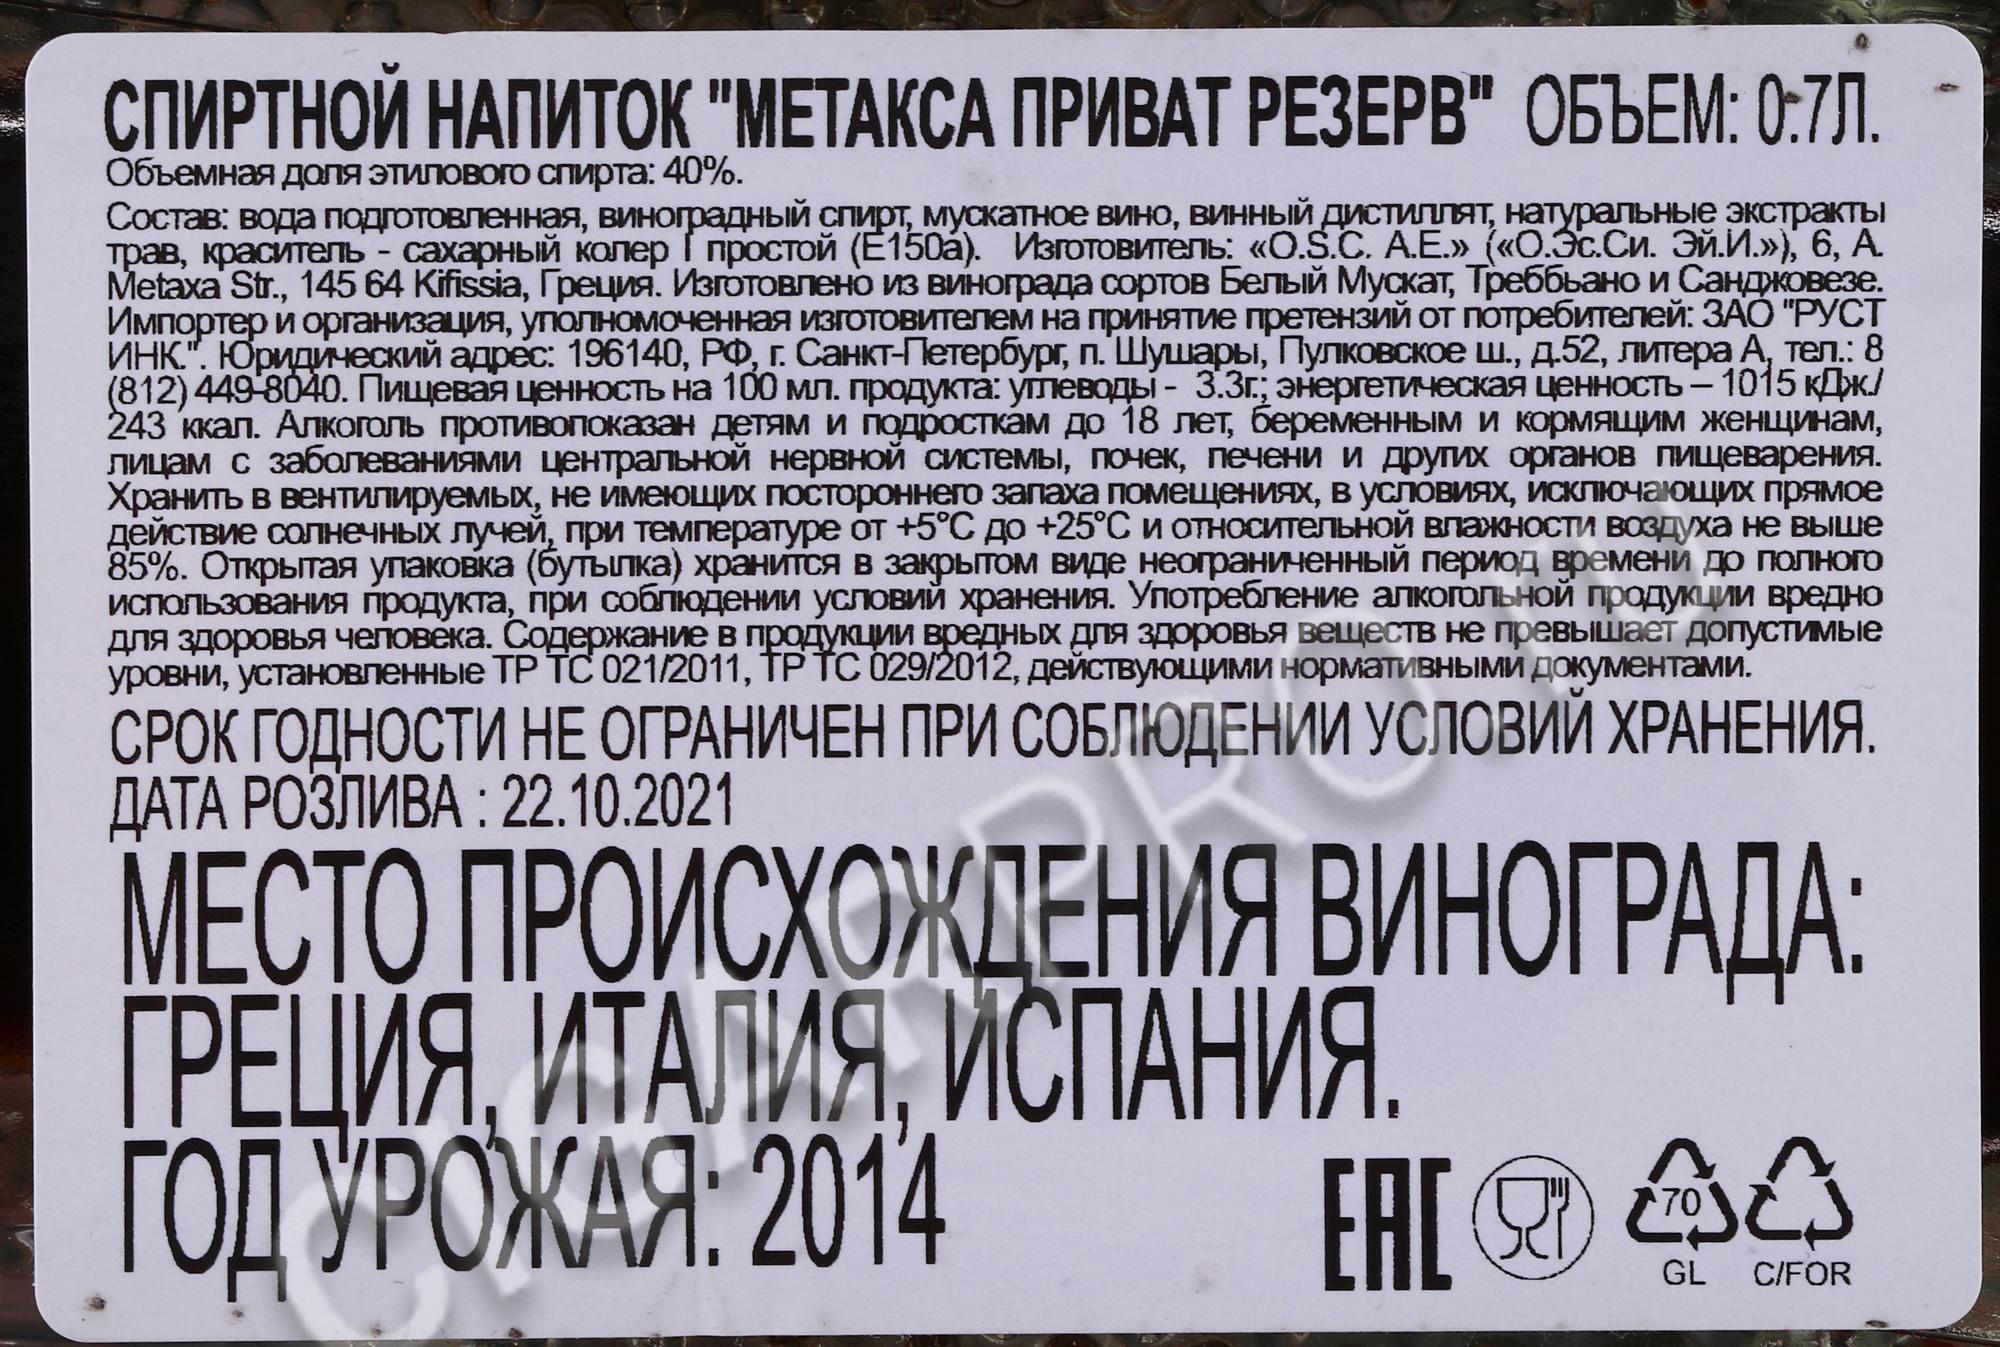 СПИРТНОЙ НАПИТОК "МЕТАКСА ПРИВАТ РЕЗЕРВ" ОБЪЕМ: 0.7Л.
Объемная доля этилового спирта: 40%.
Состав: вода подготовленная, виноградный спирт, мускатное вино, винный дистиллят, натуральные экстракты
трав, краситель - сахарный колер I простой (E150a). Изготовитель: «O.S.C. A.E.» («О.Эс.Си. Эй.И.»), 6, A.
Metaxa Str., 145 64 Kifissia, Греция. Изготовлено из винограда сортов Белый Мускат, Треббьано и Санджовезе.
Импортер и организация, уполномоченная изготовителем на принятие претензий от потребителей: ЗАО "РУСТ
ИНК.". Юридический адрес: 196140, РФ, г. Санкт-Петербург, п. Шушары, Пулковское ш., д.52, литера А, тел.: 8
(812) 449-8040. Пищевая ценность на 100 мл. продукта: углеводы - 3.3г.; энергетическая ценность – 1015 кДж./
243 ккал. Алкоголь противопоказан детям и подросткам до 18 лет, беременным и кормящим женщинам,
лицам с заболеваниями центральной нервной системы, почек, печени и других органов пищеварения.
Хранить в вентилируемых, не имеющих постороннего запаха помещениях, в условиях, исключающих прямое
действие солнечных лучей, при температуре от +5°С до +25°С и относительной влажности воздуха не выше
85%. Открытая упаковка (бутылка) хранится в закрытом виде неограниченный период времени до полного
использования продукта, при соблюдении условий хранения. Употребление алкогольной продукции вредно
для здоровья человека. Содержание в продукции вредных для здоровья веществ не превышает допустимые
уровни, установленные ТР ТС 021/2011, ТР ТС 029/2012, действующими нормативными документами.
СРОК ГОДНОСТИ НЕ ОГРАНИЧЕН ПРИ СОБЛЮДЕНИИ УСЛОВИЙ ХРАНЕНИЯ.
ДАТА РОЗЛИВА : 22.10.2021
МЕСТО ПРОИСХОЖДЕНИЯ ВИНОГРАДА:
ГРЕЦИЯ, ИТАЛИЯ, ИСПАНИЯ.
ГОД УРОЖАЯ: 2014
EAC
70
GL C/FOR
CIGARPRO.ru